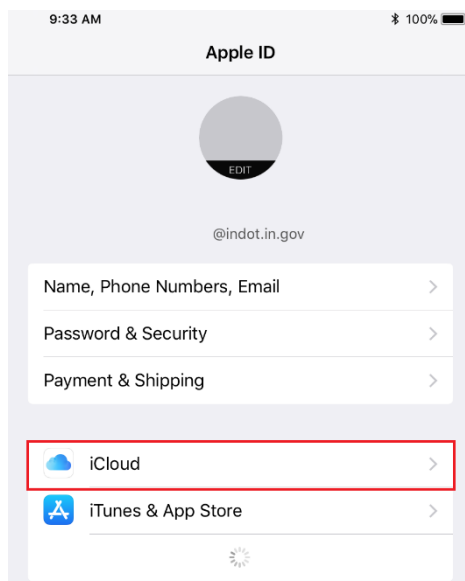 9:33 AM 100%
Apple ID
EDIT
@indot.in.gov
Name, Phone Numbers, Email
Password & Security
Payment & Shipping
iCloud
iTunes & App Store